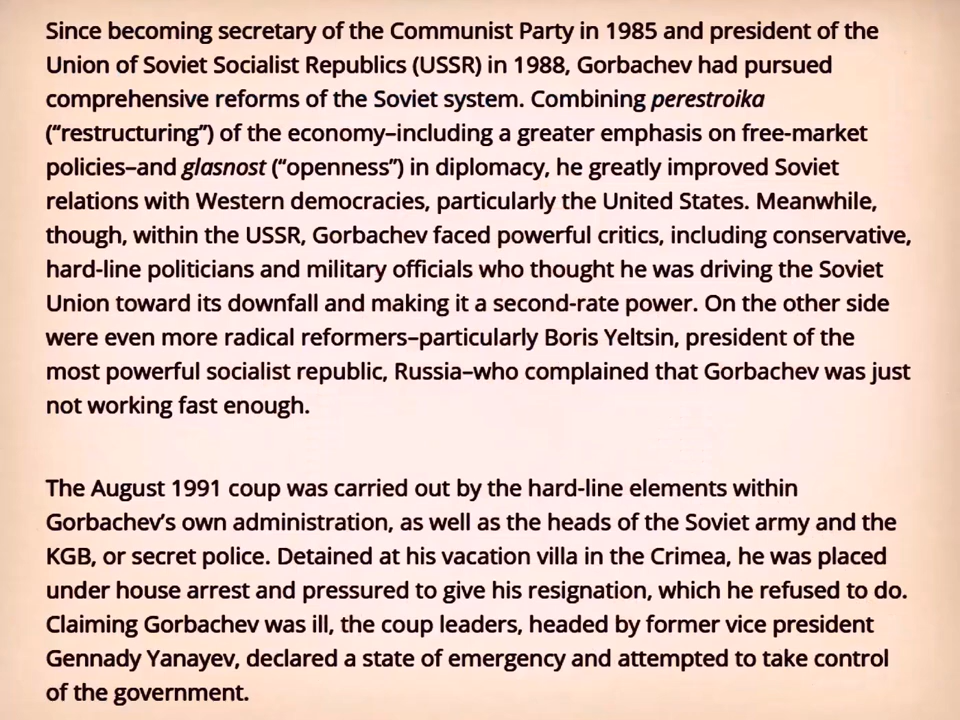 Since becoming secretary of the Communist Party in 1985 and president of the
Union of Soviet Socialist Republics (USSR) in 1988, Gorbachev had pursued
comprehensive reforms of the Soviet system. Combining perestroika
(“restructuring”) of the economy–including a greater emphasis on free-market
policies–and glasnost (“openness”) in diplomacy, he greatly improved Soviet
relations with Western democracies, particularly the United States. Meanwhile,
though, within the USSR, Gorbachev faced powerful critics, including conservative,
hard-line politicians and military officials who thought he was driving the Soviet
Union toward its downfall and making it a second-rate power. On the other side
were even more radical reformers–particularly Boris Yeltsin, president of the
most powerful socialist republic, Russia–who complained that Gorbachev was just
not working fast enough.
The August 1991 coup was carried out by the hard-line elements within
Gorbachev’s own administration, as well as the heads of the Soviet army and the
KGB, or secret police. Detained at his vacation villa in the Crimea, he was placed
under house arrest and pressured to give his resignation, which he refused to do.
Claiming Gorbachev was ill, the coup leaders, headed by former vice president
Gennady Yanayev, declared a state of emergency and attempted to take control
of the government.